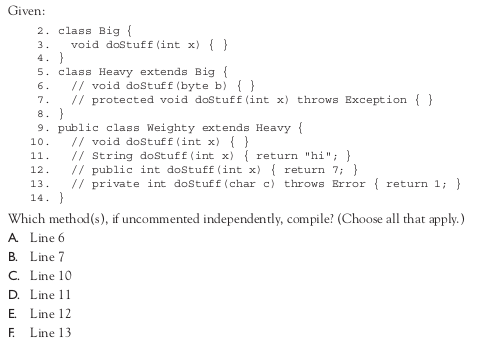 Given:
2. class Big {
3.   void doStuff(int x) { }
4. }
5. class Heavy extends Big {
6.   // void doStuff(byte b) { }
7.   // protected void doStuff(int x) throws Exception { }
8. }
9. public class Weighty extends Heavy {
10.   // void doStuff(int x) { }
11.   // String doStuff(int x) { return "hi"; }
12.   // public int doStuff(int x) { return 7; }
13.   // private int doStuff(char c) throws Error { return 1; }
14. }
Which method(s), if uncommented independently, compile? (Choose all that apply.)
A. Line 6
B. Line 7
C. Line 10
D. Line 11
E. Line 12
F. Line 13